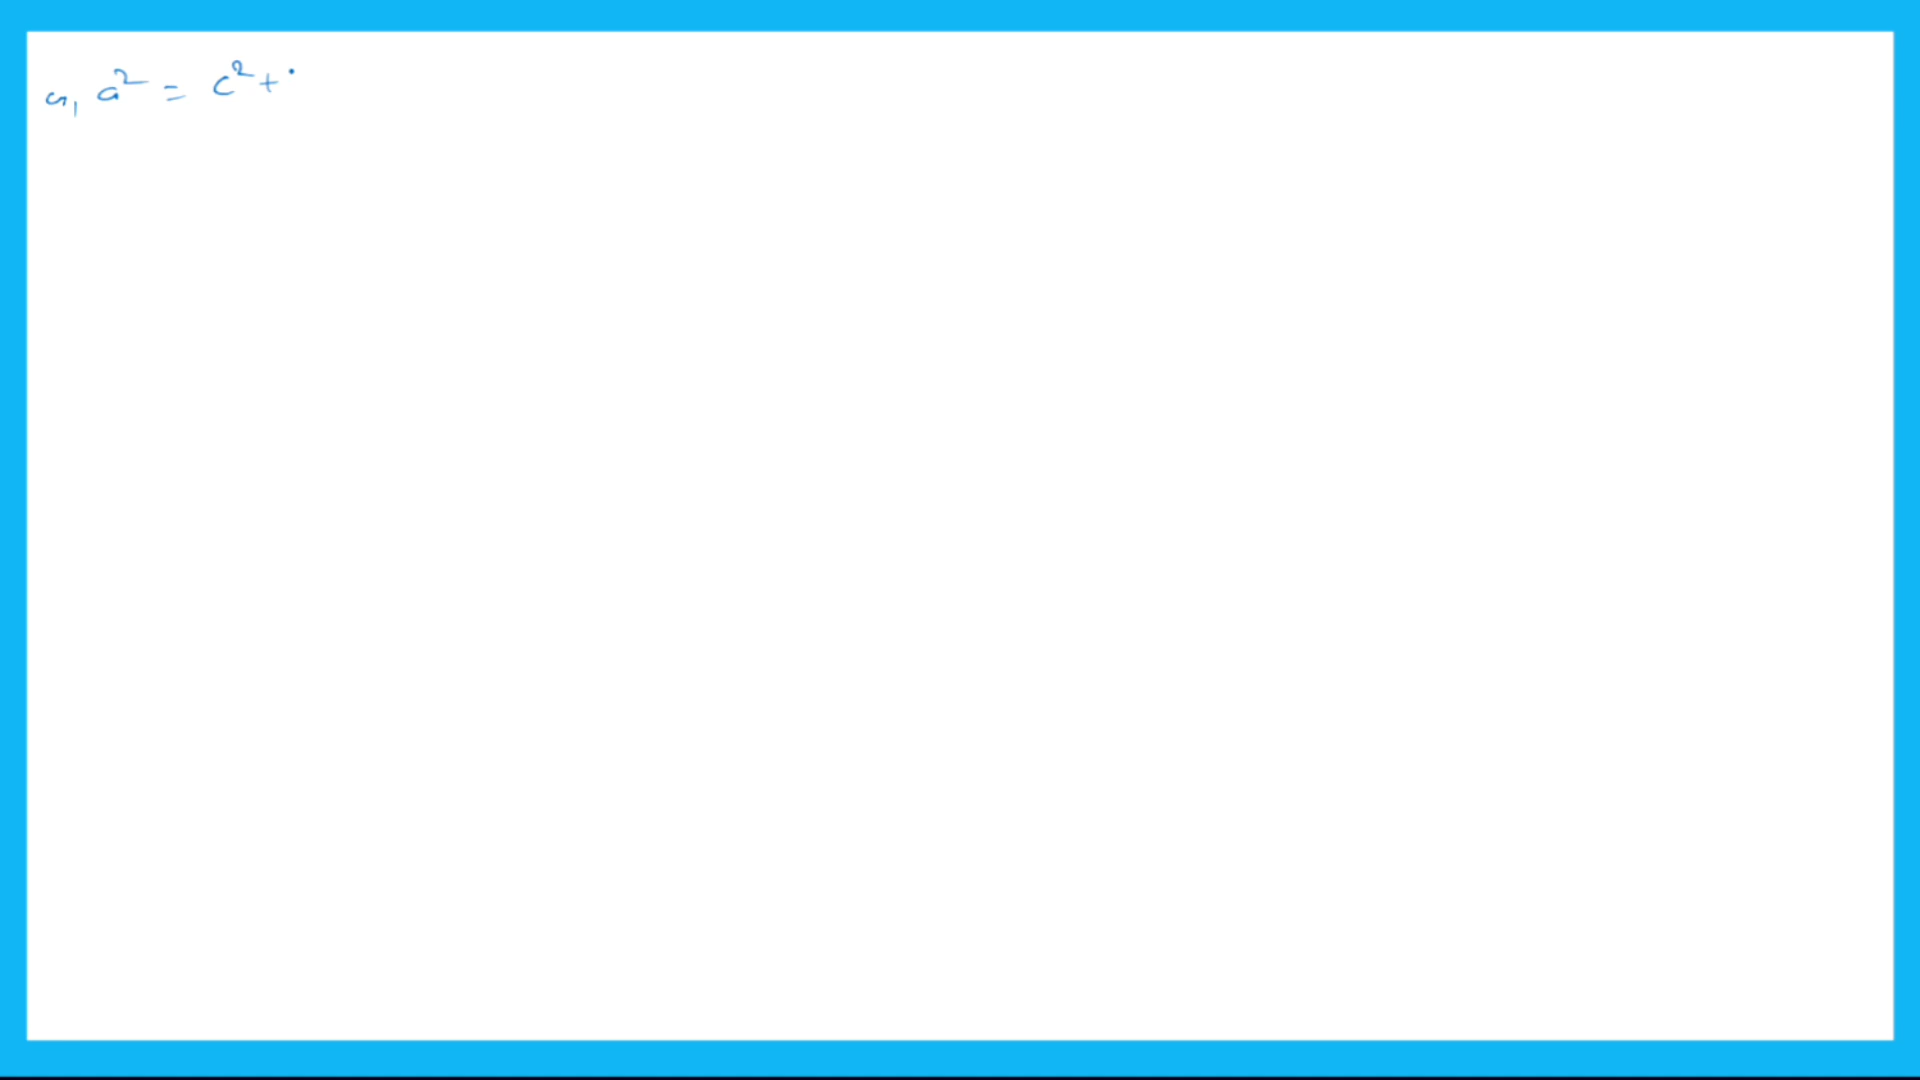 a² = c² +